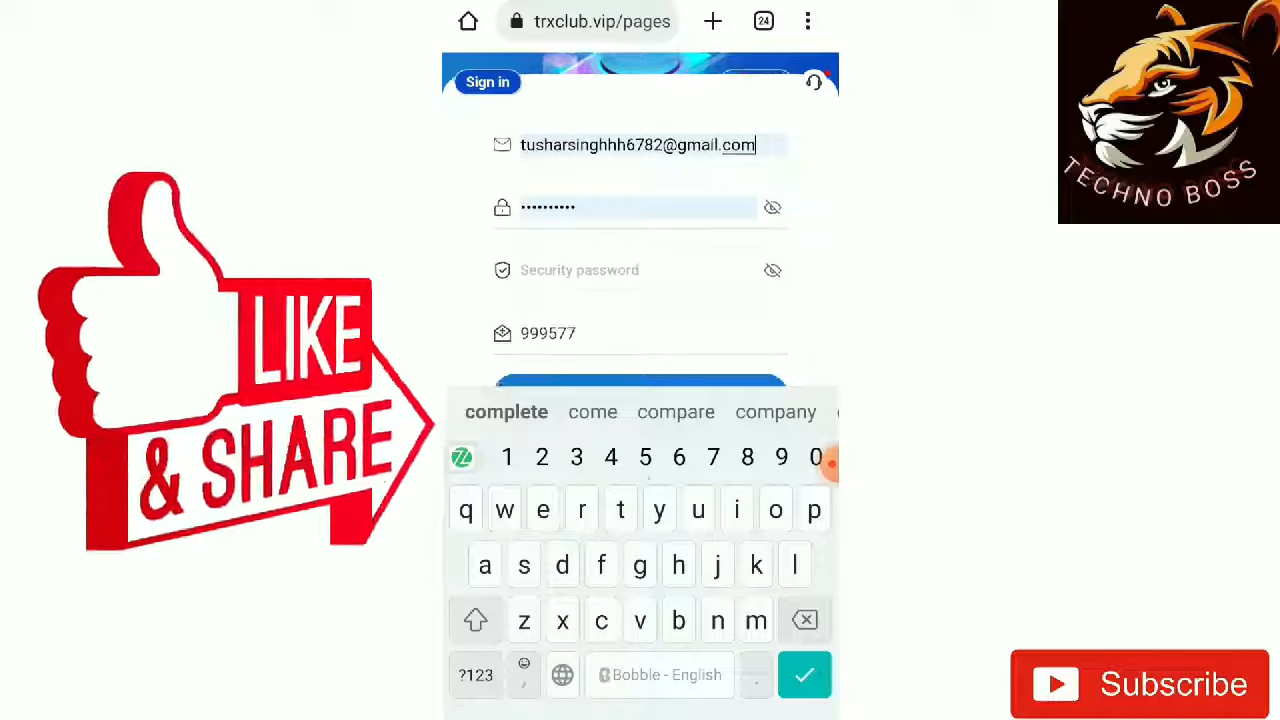 trxclub.vip/pages
24
Sign in
tusharsinghhh6782@gmail.com
••••••••••
Security password
999577
complete come compare company
1 2 3 4 5 6 7 8 9 0
q w e r t y u i o p
a s d f g h j k l
z x c v b n m
?123 , Bobble - English .
LIKE
& SHARE
TECHNO BOSS
Subscribe